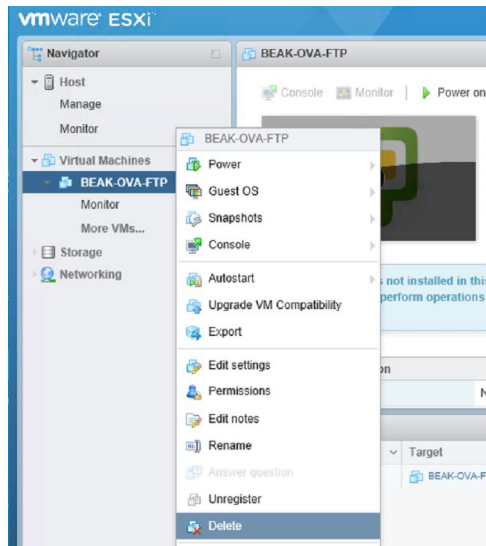 vmware ESXi™
Navigator
BEAK-OVA-FTP
Host
Manage
Monitor
Console
Monitor
Power on
Virtual Machines
BEAK-OVA-FTP
Monitor
More VMs...
Storage
Networking
BEAK-OVA-FTP
Power
Guest OS
Snapshots
Console
Autostart
Upgrade VM Compatibility
Export
Edit settings
Permissions
Edit notes
Rename
Answer question
Unregister
Delete
not installed in this
perform operations
Target
BEAK-OVA-F